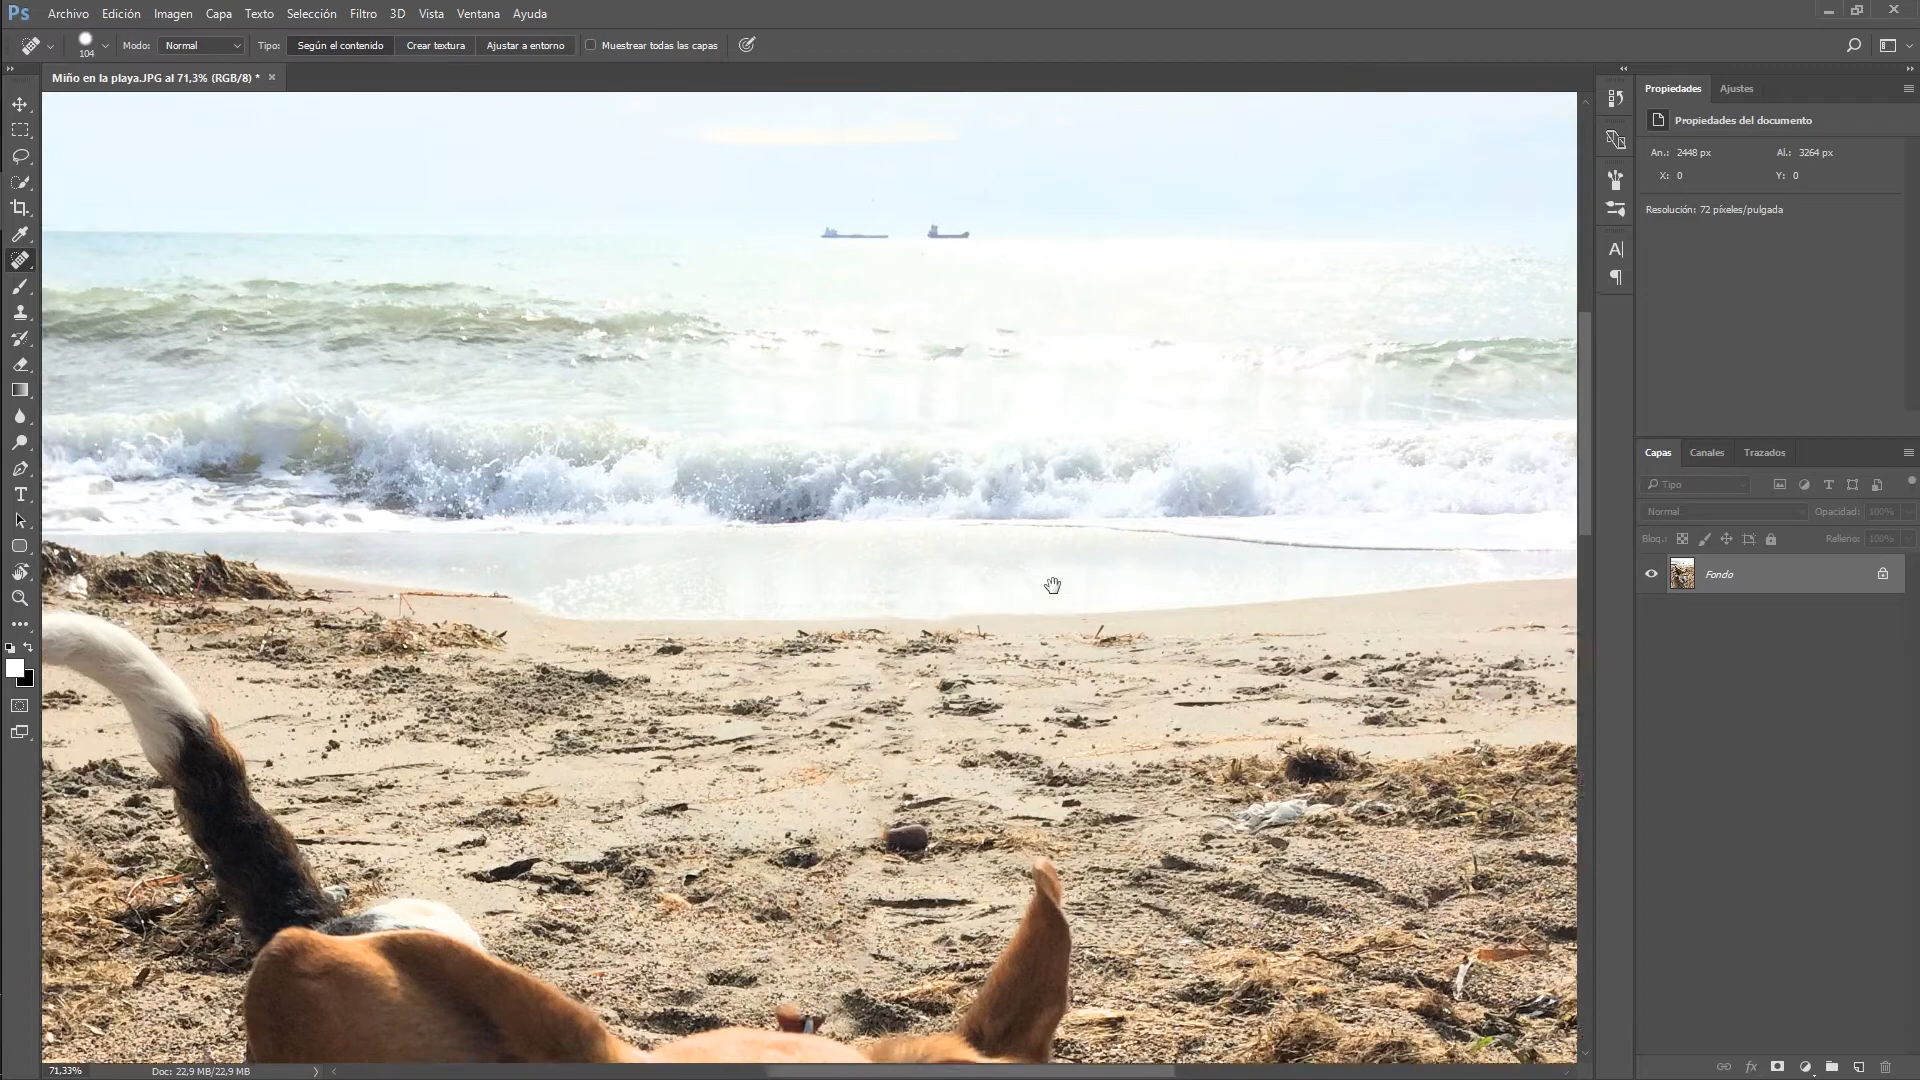 Ps Archivo Edición Imagen Capa Texto Selección Filtro 3D Vista Ventana Ayuda
104 Modo: Normal Tipo: Según el contenido Crear textura Ajustar a entorno Muestrear todas las capas
Miño en la playa.JPG al 71,3% (RGB/8) *
Propiedades Ajustes
Propiedades del documento
An.: 2448 px Al.: 3264 px
X: 0 Y: 0
Resolución: 72 píxeles/pulgada
Capas Canales Trazados
Tipo
Normal Opacidad: 100%
Bloq.: Relleno: 100%
Fondo
71,33% Doc: 22,9 MB/22,9 MB